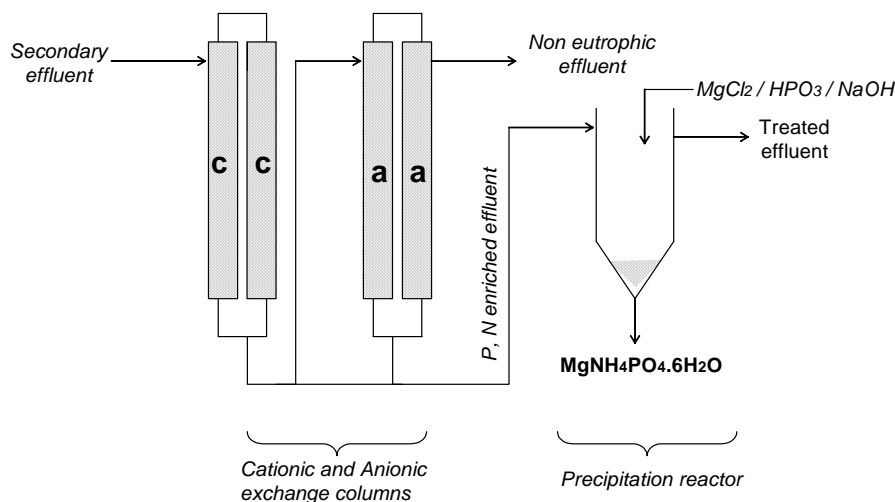 Secondary
effluent
Non eutrophic
effluent
MgCl2 / HPO3 / NaOH
Treated
effluent
c
c
a
a
P, N enriched effluent
MgNH4PO4.6H2O
Cationic and Anionic
exchange columns
Precipitation reactor